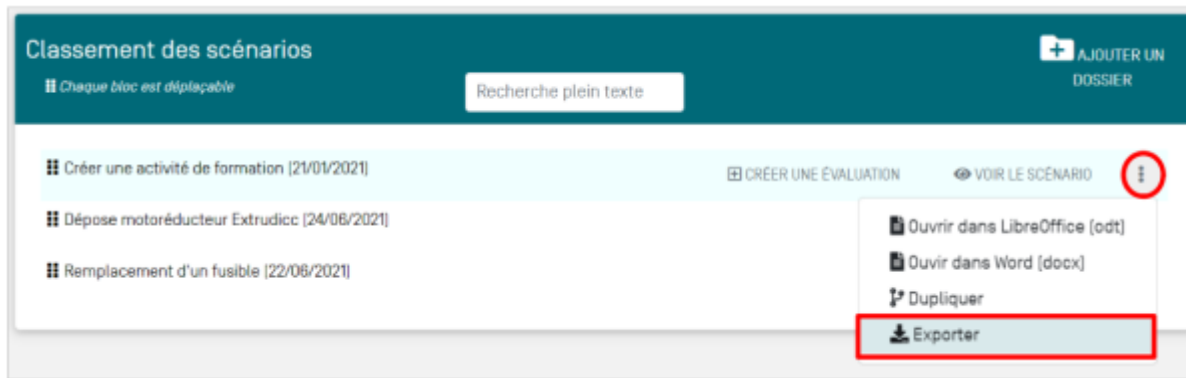 Classement des scénarios
AJOUTER UN
DOSSIER
Chaque bloc est déplaçable
Recherche plein texte
Créer une activité de formation [21/01/2021]
CRÉER UNE ÉVALUATION
VOIR LE SCÉNARIO
Dépose motoréducteur Extrudicc [24/06/2021]
Remplacement d'un fusible [22/06/2021]
Ouvrir dans LibreOffice [odt]
Ouvir dans Word [docx]
Dupliquer
Exporter